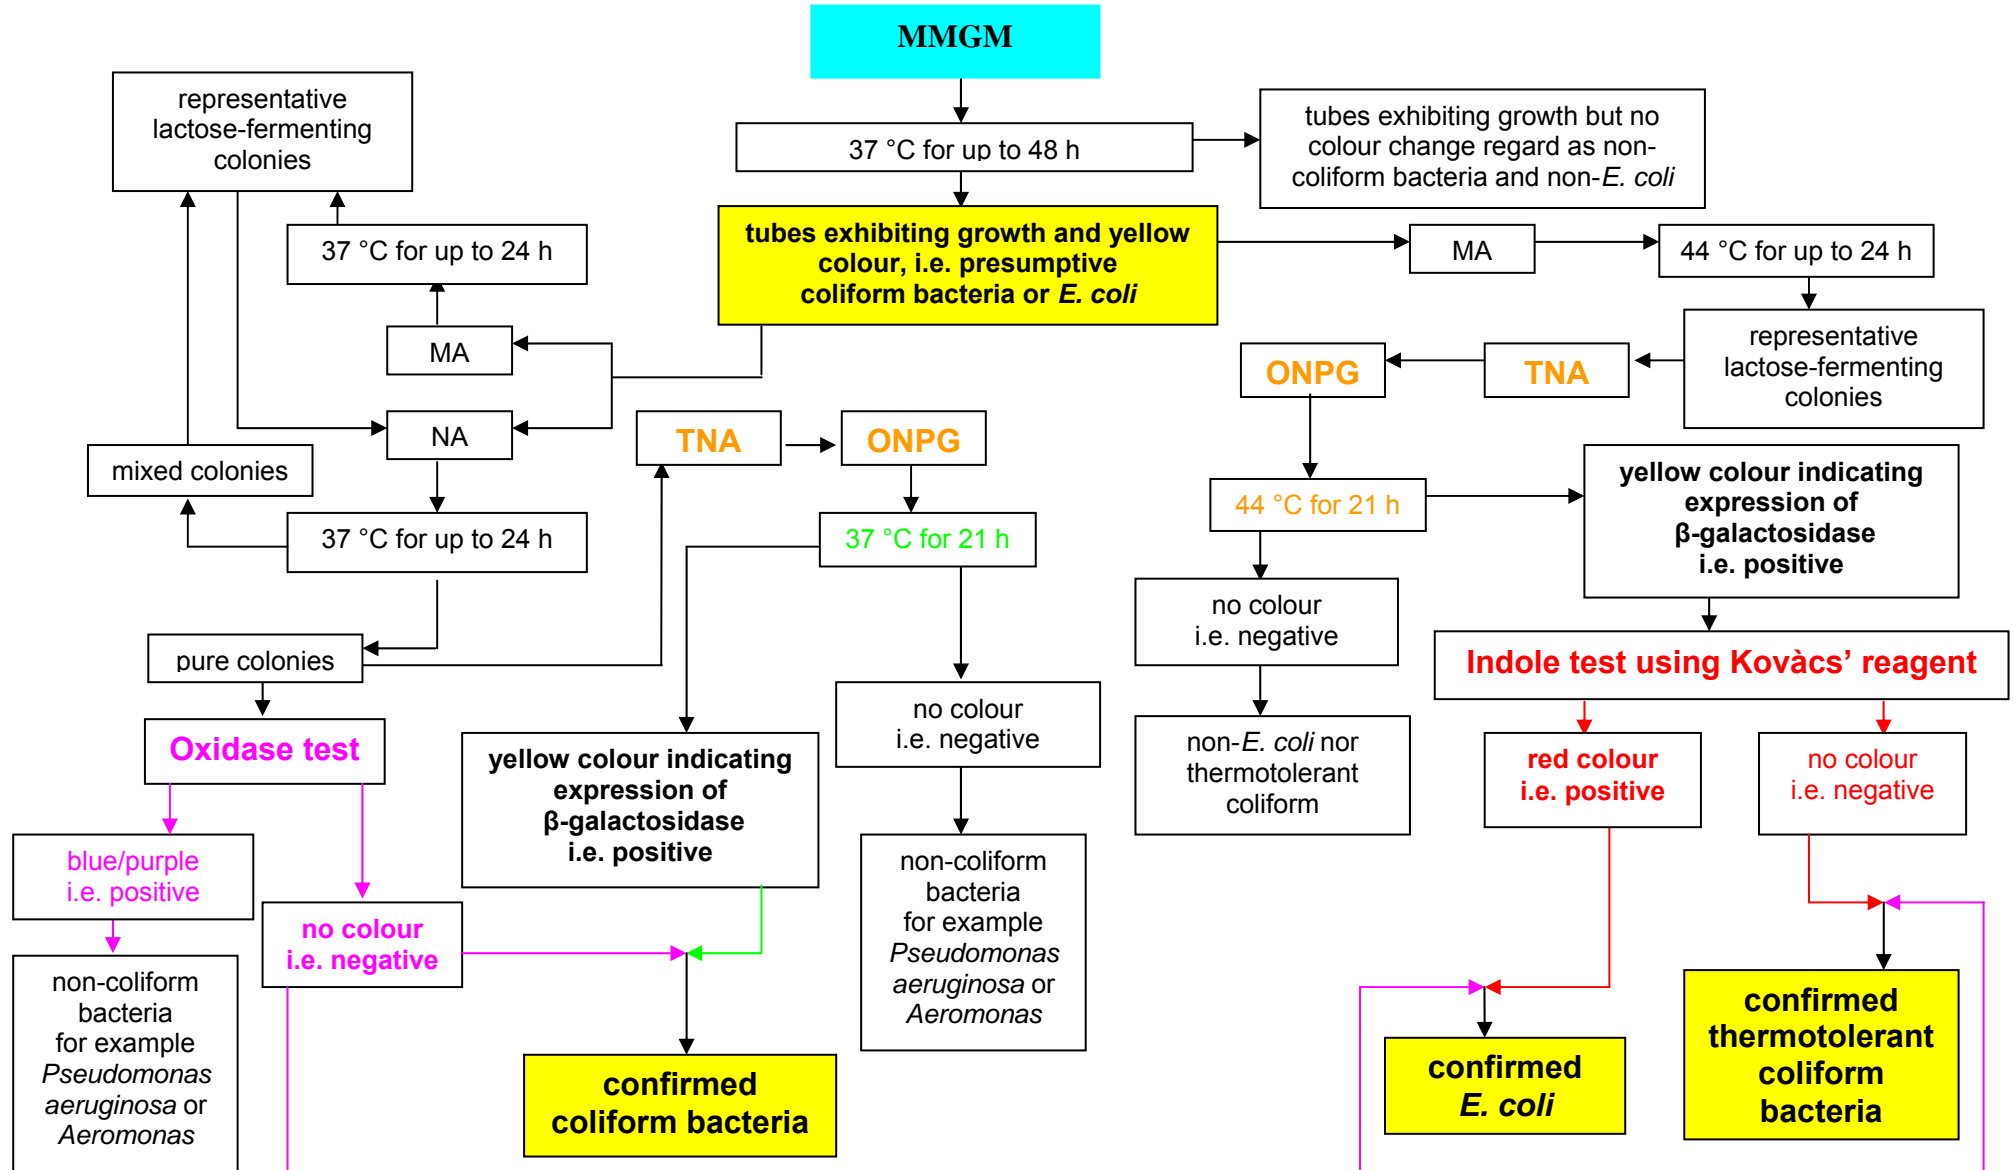 MMGM
representative
lactose-fermenting
colonies
37 °C for up to 48 h
tubes exhibiting growth but no
colour change regard as non-
coliform bacteria and non-E. coli
37 °C for up to 24 h
tubes exhibiting growth and yellow
colour, i.e. presumptive
coliform bacteria or E. coli
MA
44 °C for up to 24 h
MA
representative
lactose-fermenting
colonies
ONPG
TNA
NA
TNA
ONPG
mixed colonies
37 °C for up to 24 h
37 °C for 21 h
44 °C for 21 h
yellow colour indicating
expression of
β-galactosidase
i.e. positive
no colour
i.e. negative
pure colonies
Indole test using Kovàcs’ reagent
Oxidase test
yellow colour indicating
expression of
β-galactosidase
i.e. positive
no colour
i.e. negative
non-E. coli nor
thermotolerant
coliform
red colour
i.e. positive
no colour
i.e. negative
blue/purple
i.e. positive
no colour
i.e. negative
non-coliform
bacteria
for example
Pseudomonas
aeruginosa or
Aeromonas
non-coliform
bacteria
for example
Pseudomonas
aeruginosa or
Aeromonas
confirmed
coliform bacteria
confirmed
E. coli
confirmed
thermotolerant
coliform
bacteria